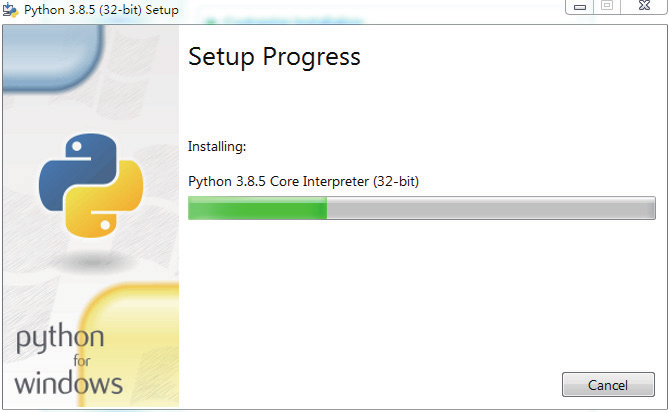 Python 3.8.5 (32-bit) Setup
Setup Progress
Installing:
Python 3.8.5 Core Interpreter (32-bit)
python
for
windows
Cancel